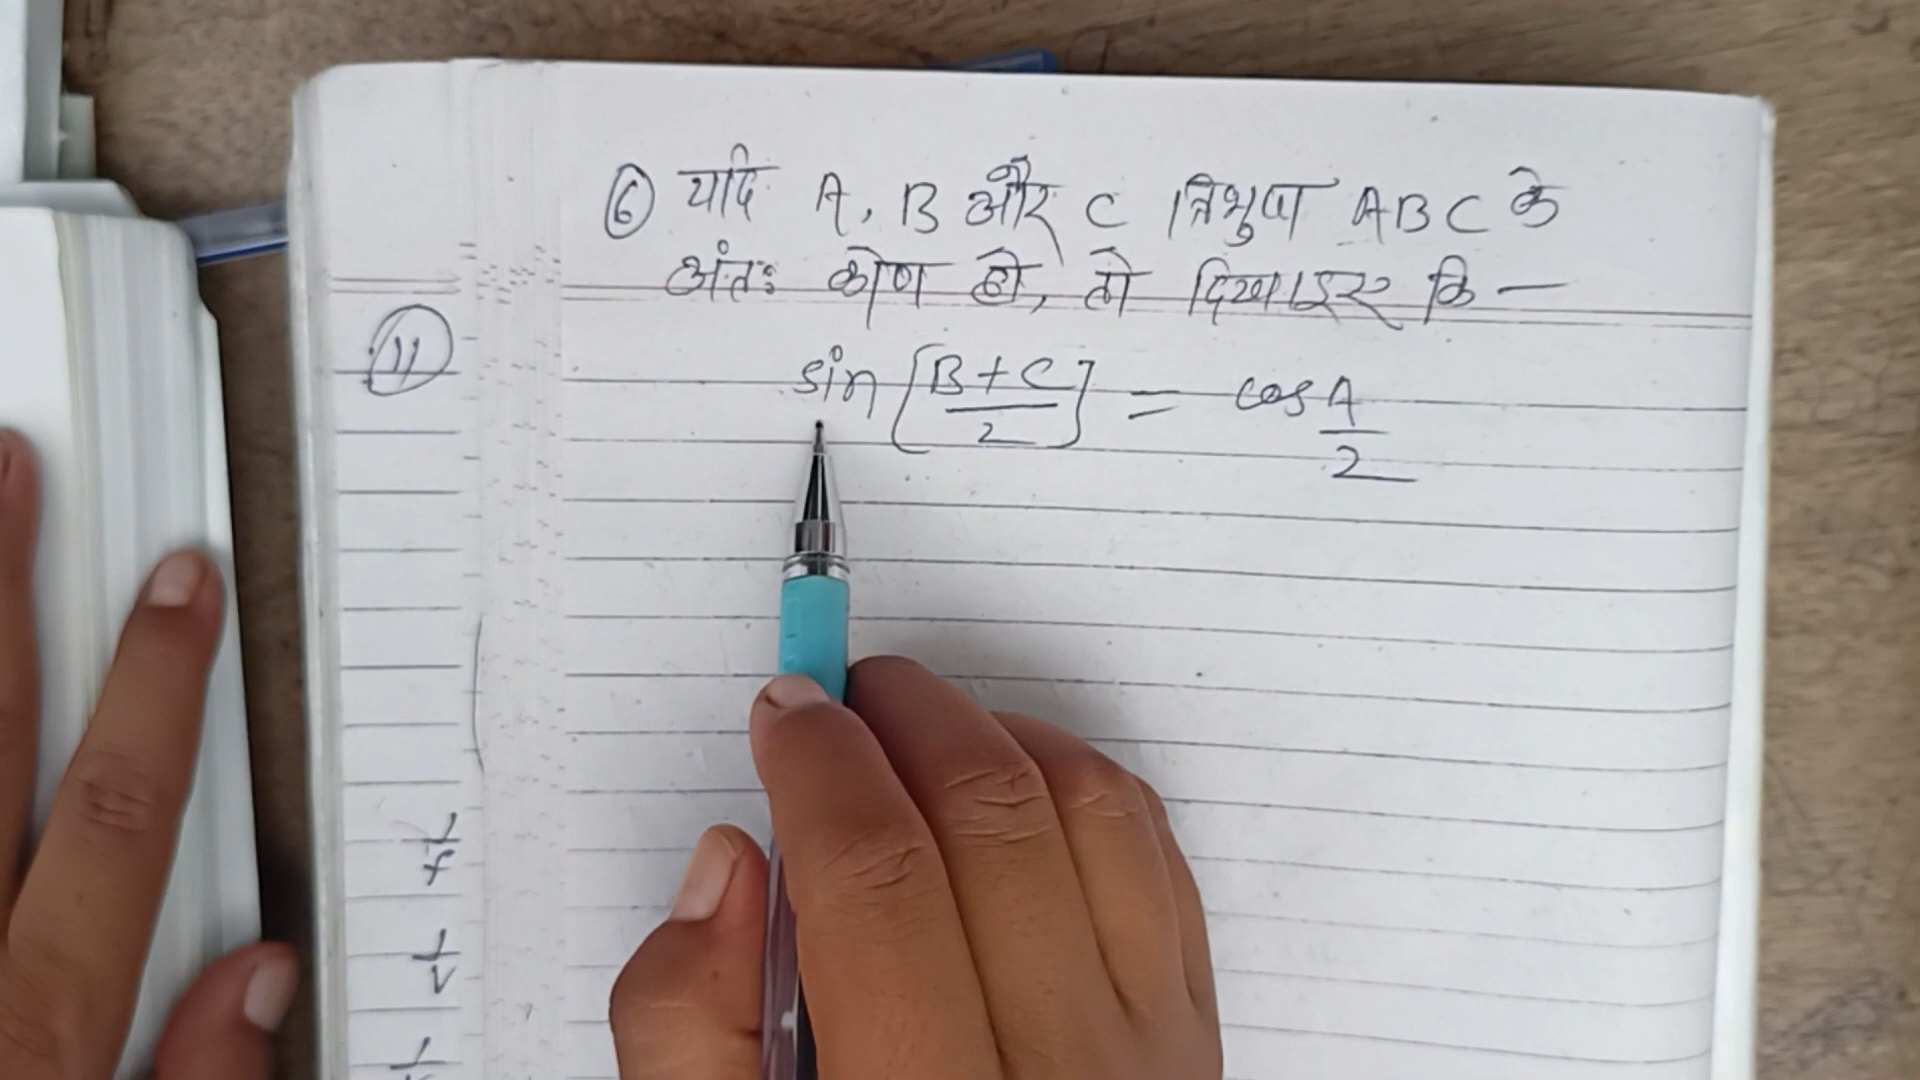 ⑥ यदि A, B और C त्रिभुज ABC के
अंतः कोण हो, तो दिखाइए कि —
11
sin [B+C/2] = cos A/2